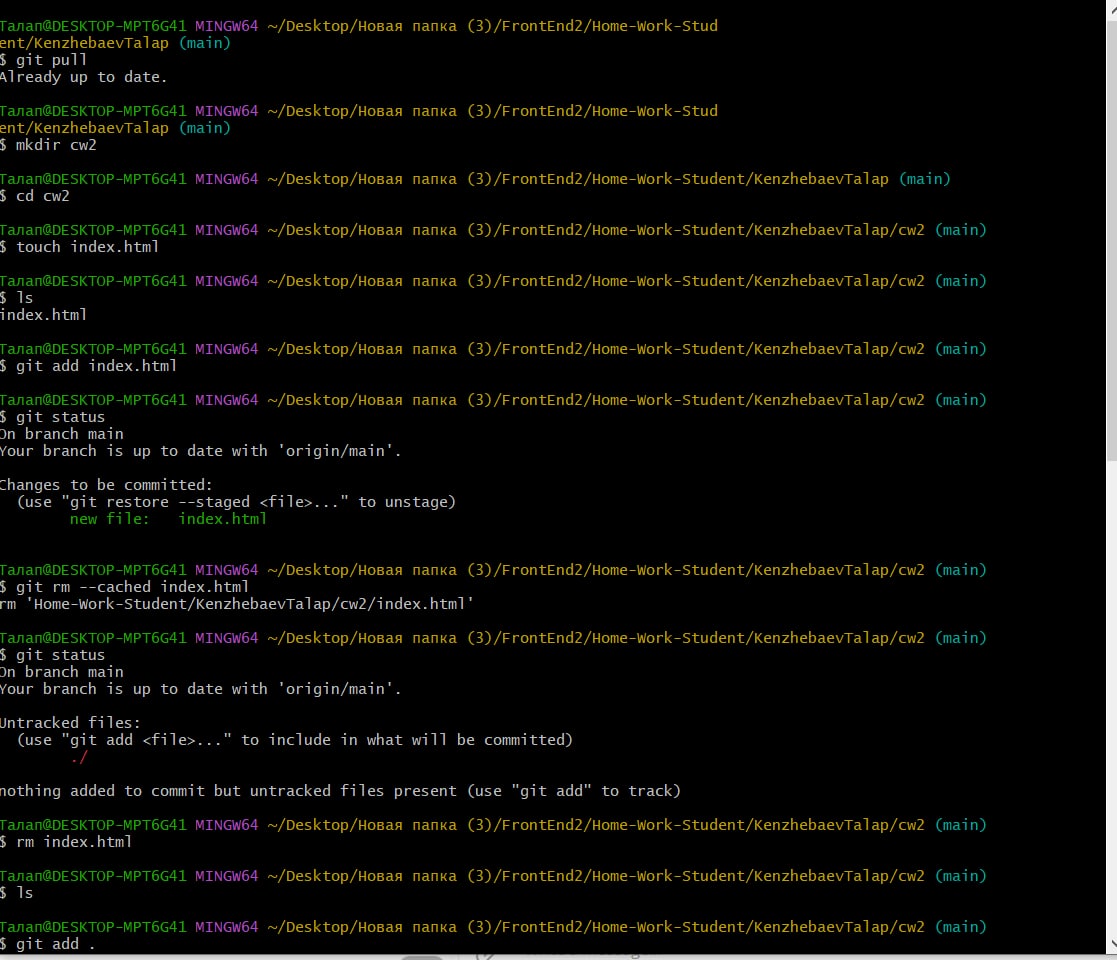 Талап@DESKTOP-MPT6G41 MINGW64 ~/Desktop/Новая папка (3)/FrontEnd2/Home-Work-Stud
ent/KenzhebaevTalap (main)
$ git pull
Already up to date.
Талап@DESKTOP-MPT6G41 MINGW64 ~/Desktop/Новая папка (3)/FrontEnd2/Home-Work-Stud
ent/KenzhebaevTalap (main)
$ mkdir cw2
Талап@DESKTOP-MPT6G41 MINGW64 ~/Desktop/Новая папка (3)/FrontEnd2/Home-Work-Student/KenzhebaevTalap (main)
$ cd cw2
Талап@DESKTOP-MPT6G41 MINGW64 ~/Desktop/Новая папка (3)/FrontEnd2/Home-Work-Student/KenzhebaevTalap/cw2 (main)
$ touch index.html
Талап@DESKTOP-MPT6G41 MINGW64 ~/Desktop/Новая папка (3)/FrontEnd2/Home-Work-Student/KenzhebaevTalap/cw2 (main)
$ ls
index.html
Талап@DESKTOP-MPT6G41 MINGW64 ~/Desktop/Новая папка (3)/FrontEnd2/Home-Work-Student/KenzhebaevTalap/cw2 (main)
$ git add index.html
Талап@DESKTOP-MPT6G41 MINGW64 ~/Desktop/Новая папка (3)/FrontEnd2/Home-Work-Student/KenzhebaevTalap/cw2 (main)
$ git status
On branch main
Your branch is up to date with 'origin/main'.
Changes to be committed:
  (use "git restore --staged <file>..." to unstage)
        new file:   index.html
Талап@DESKTOP-MPT6G41 MINGW64 ~/Desktop/Новая папка (3)/FrontEnd2/Home-Work-Student/KenzhebaevTalap/cw2 (main)
$ git rm --cached index.html
rm 'Home-Work-Student/KenzhebaevTalap/cw2/index.html'
Талап@DESKTOP-MPT6G41 MINGW64 ~/Desktop/Новая папка (3)/FrontEnd2/Home-Work-Student/KenzhebaevTalap/cw2 (main)
$ git status
On branch main
Your branch is up to date with 'origin/main'.
Untracked files:
  (use "git add <file>..." to include in what will be committed)
        ./
nothing added to commit but untracked files present (use "git add" to track)
Талап@DESKTOP-MPT6G41 MINGW64 ~/Desktop/Новая папка (3)/FrontEnd2/Home-Work-Student/KenzhebaevTalap/cw2 (main)
$ rm index.html
Талап@DESKTOP-MPT6G41 MINGW64 ~/Desktop/Новая папка (3)/FrontEnd2/Home-Work-Student/KenzhebaevTalap/cw2 (main)
$ ls
Талап@DESKTOP-MPT6G41 MINGW64 ~/Desktop/Новая папка (3)/FrontEnd2/Home-Work-Student/KenzhebaevTalap/cw2 (main)
$ git add .